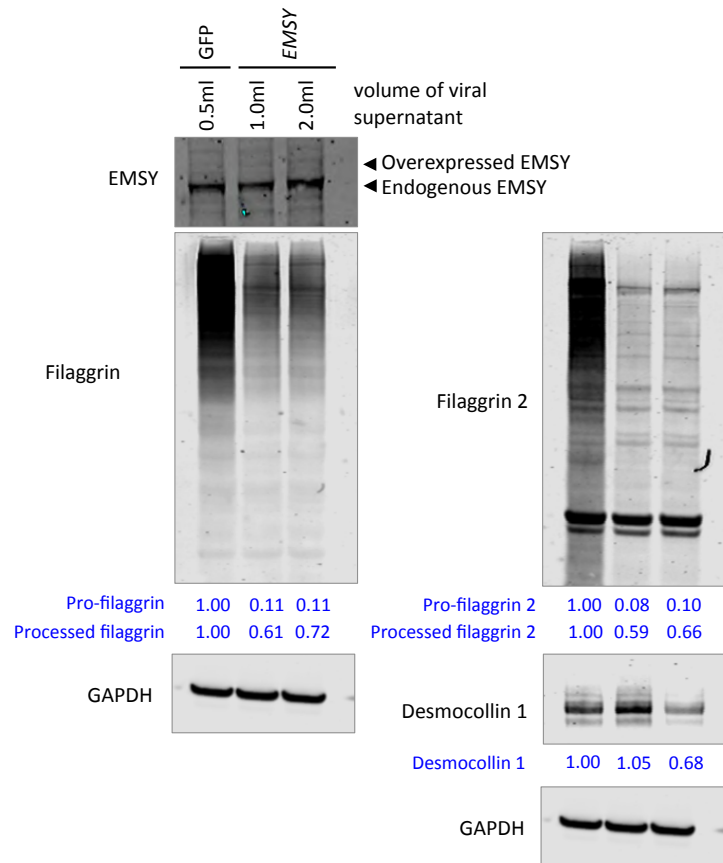 GFP
EMSY
0.5ml
1.0ml
2.0ml
volume of viral
supernatant
EMSY
◄ Overexpressed EMSY
◄ Endogenous EMSY
Filaggrin
Pro-filaggrin 1.00 0.11 0.11
Processed filaggrin 1.00 0.61 0.72
GAPDH
Filaggrin 2
Pro-filaggrin 2 1.00 0.08 0.10
Processed filaggrin 2 1.00 0.59 0.66
Desmocollin 1
Desmocollin 1 1.00 1.05 0.68
GAPDH